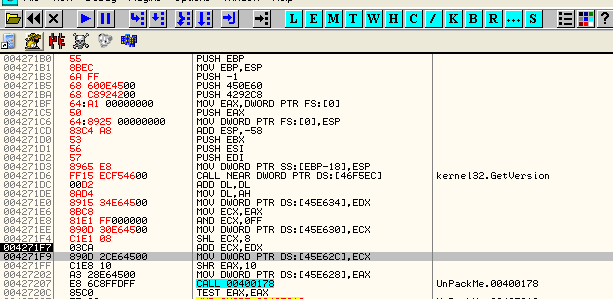 L E M T W H C / K B R ... S
?
004271B0 55 PUSH EBP
004271B1 8BEC MOV EBP,ESP
004271B3 6A FF PUSH -1
004271B5 68 600E4500 PUSH 450E60
004271BA 68 C8924200 PUSH 4292C8
004271BF 64:A1 00000000 MOV EAX,DWORD PTR FS:[0]
004271C5 50 PUSH EAX
004271C6 64:8925 00000000 MOV DWORD PTR FS:[0],ESP
004271CD 83C4 A8 ADD ESP,-58
004271D0 53 PUSH EBX
004271D1 56 PUSH ESI
004271D2 57 PUSH EDI
004271D3 8965 E8 MOV DWORD PTR SS:[EBP-18],ESP
004271D6 FF15 ECF54600 CALL NEAR DWORD PTR DS:[46F5EC] kernel32.GetVersion
004271DC 00D2 ADD DL,DL
004271DE 8AD4 MOV DL,AH
004271E0 8915 34E64500 MOV DWORD PTR DS:[45E634],EDX
004271E6 8BC8 MOV ECX,EAX
004271E8 81E1 FF000000 AND ECX,0FF
004271EE 890D 30E64500 MOV DWORD PTR DS:[45E630],ECX
004271F4 C1E1 08 SHL ECX,8
004271F7 03CA ADD ECX,EDX
004271F9 890D 2CE64500 MOV DWORD PTR DS:[45E62C],ECX
004271FF C1E8 10 SHR EAX,10
00427202 A3 28E64500 MOV DWORD PTR DS:[45E628],EAX
00427207 E8 6C8FFDFF CALL 00400178 UnPackMe.00400178
0042720C 85C0 TEST EAX,EAX